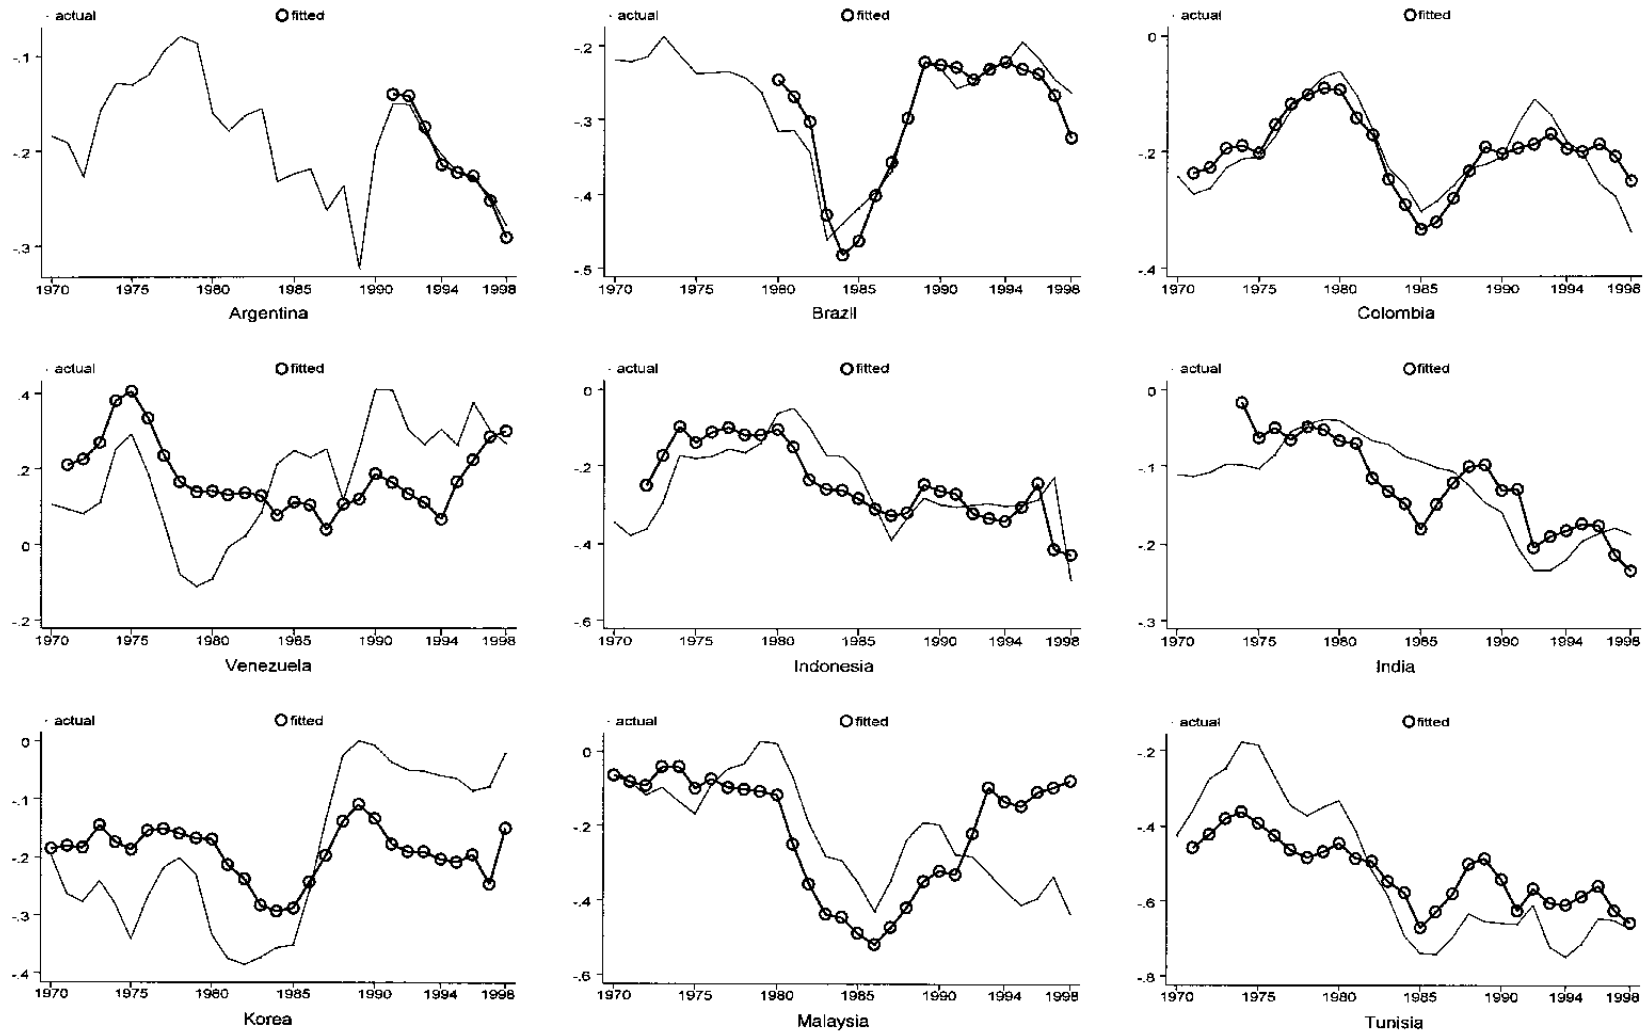 · actual fitted · actual fitted · actual fitted
-.1 -.2 0
-.2 -.3 -.2
-.3 -.4 -.4
-.5
1970 1975 1980 1985 1990 1994 1998 1970 1975 1980 1985 1990 1994 1998 1970 1975 1980 1985 1990 1994 1998
Argentina Brazil Colombia
· actual fitted · actual fitted · actual fitted
.4 0 0
.2 -.2 -.1
0 -.4 -.2
-.2 -.6 -.3
1970 1975 1980 1985 1990 1994 1998 1970 1975 1980 1985 1990 1994 1998 1970 1975 1980 1985 1990 1994 1998
Venezuela Indonesia India
· actual fitted · actual fitted · actual fitted
0 0 -.2
-.1 -.2 -.4
-.2 -.4 -.6
-.3 -.6 -.8
-.4
1970 1975 1980 1985 1990 1994 1998 1970 1975 1980 1985 1990 1994 1998 1970 1975 1980 1985 1990 1994 1998
Korea Malaysia Tunisia